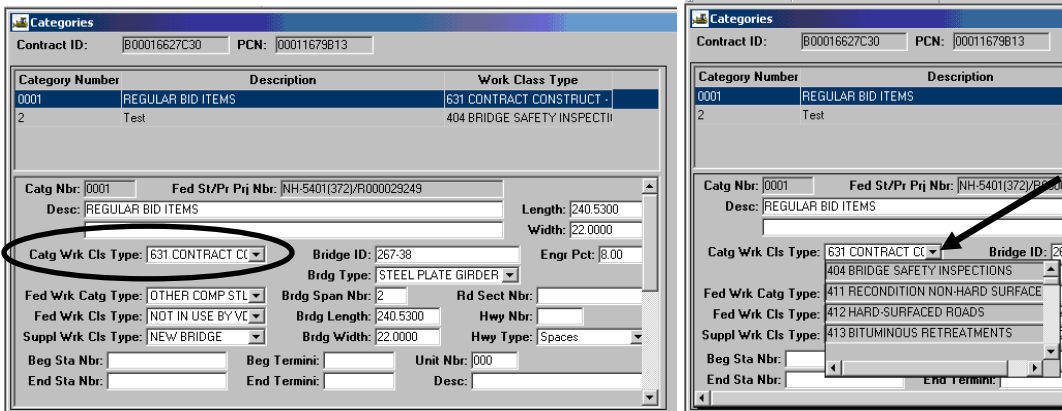 Categories
Contract ID: B00016627C30 PCN: 00011679B13
Category Number Description Work Class Type
0001 REGULAR BID ITEMS 631 CONTRACT CONSTRUCT -
2 Test 404 BRIDGE SAFETY INSPECTI
Catg Nbr: 0001 Fed St/Pr Prj Nbr: NH-5401(372)/R000029249
Desc: REGULAR BID ITEMS Length: 240.5300
Width: 22.0000
Catg Wrk Cls Type: 631 CONTRACT CC Bridge ID: 267-38 Engr Pct: 8.00
Brdg Type: STEEL PLATE GIRDER
Fed Wrk Catg Type: OTHER COMP STL Brdg Span Nbr: 2 Rd Sect Nbr:
Fed Wrk Cls Type: NOT IN USE BY VD Brdg Length: 240.5300 Hwy Nbr:
Suppl Wrk Cls Type: NEW BRIDGE Brdg Width: 22.0000 Hwy Type: Spaces
Beg Sta Nbr: Beg Termini: Unit Nbr: 000
End Sta Nbr: End Termini: Desc:
Categories
Contract ID: B00016627C30 PCN: 00011679B13
Category Number Description
0001 REGULAR BID ITEMS
2 Test
Catg Nbr: 0001 Fed St/Pr Prj Nbr: NH-5401(372)/
Desc: REGULAR BID ITEMS
Catg Wrk Cls Type: 631 CONTRACT CC Bridge ID: 26
404 BRIDGE SAFETY INSPECTIONS
Fed Wrk Catg Type: 411 RECONDITION NON-HARD SURFACE
Fed Wrk Cls Type: 412 HARD-SURFACED ROADS
Suppl Wrk Cls Type: 413 BITUMINOUS RETREATMENTS
Beg Sta Nbr:
End Sta Nbr: End Termini: